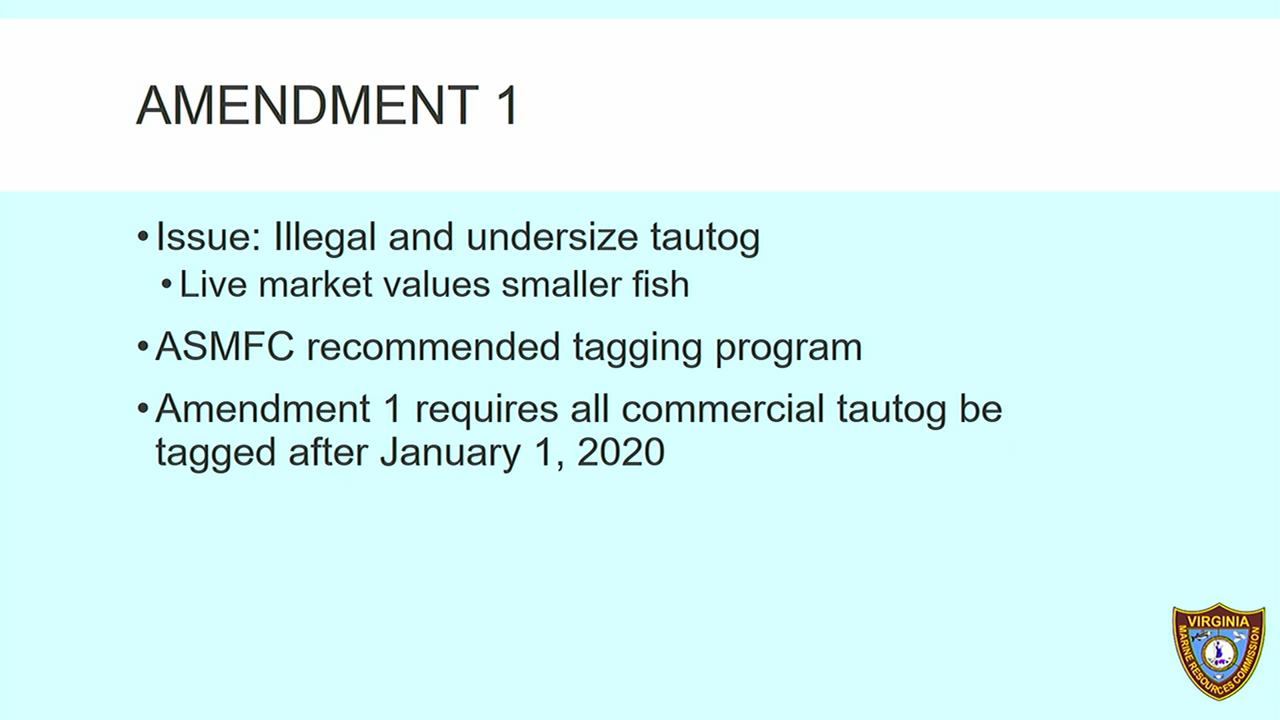 AMENDMENT 1
•Issue: Illegal and undersize tautog
•Live market values smaller fish
•ASMFC recommended tagging program
•Amendment 1 requires all commercial tautog be
tagged after January 1, 2020
VIRGINIA
MARINE RESOURCES COMMISSION